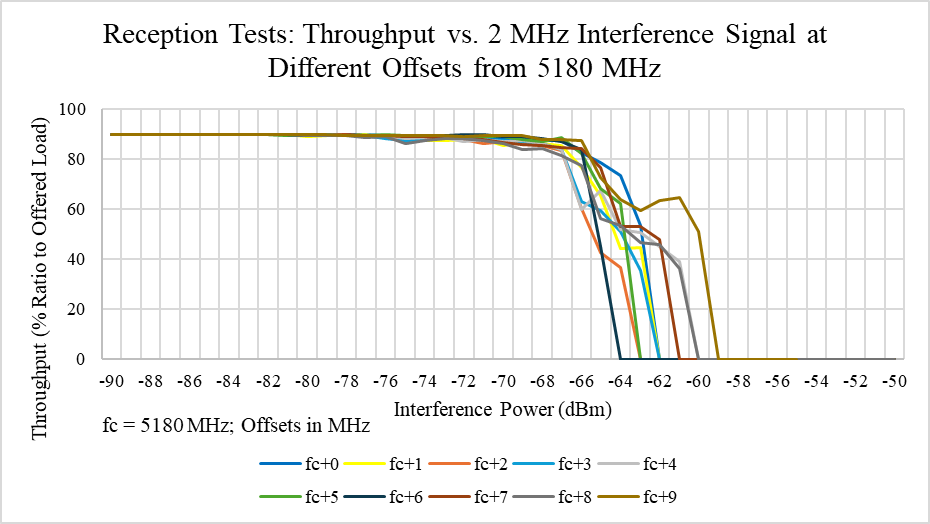 Reception Tests: Throughput vs. 2 MHz Interference Signal at
Different Offsets from 5180 MHz
Throughput (% Ratio to Offered Load)
100
80
60
40
20
0
-90 -88 -86 -84 -82 -80 -78 -76 -74 -72 -70 -68 -66 -64 -62 -60 -58 -56 -54 -52 -50
Interference Power (dBm)
fc = 5180 MHz; Offsets in MHz
fc+0 fc+1 fc+2 fc+3 fc+4
fc+5 fc+6 fc+7 fc+8 fc+9